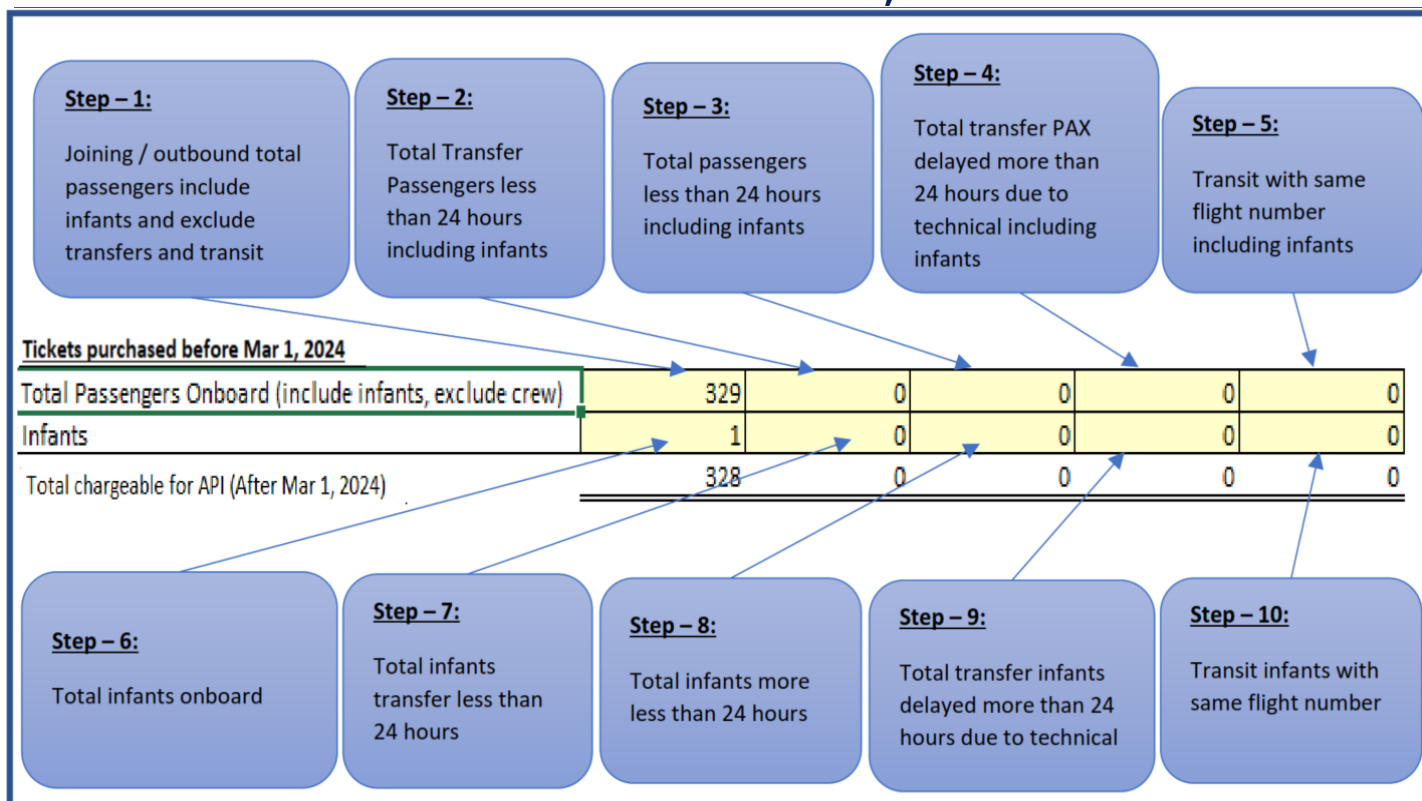 Step – 1:
Joining / outbound total
passengers include
infants and exclude
transfers and transit
Step – 2:
Total Transfer
Passengers less
than 24 hours
including infants
Step – 3:
Total passengers
less than 24 hours
including infants
Step – 4:
Total transfer PAX
delayed more than
24 hours due to
technical including
infants
Step – 5:
Transit with same
flight number
including infants
Tickets purchased before Mar 1, 2024
Total Passengers Onboard (include infants, exclude crew) 329 0 0 0 0
Infants 1 0 0 0 0
Total chargeable for API (After Mar 1, 2024) 328 0 0 0 0
Step – 6:
Total infants onboard
Step – 7:
Total infants
transfer less than
24 hours
Step – 8:
Total infants more
less than 24 hours
Step – 9:
Total transfer infants
delayed more than 24
hours due to technical
Step – 10:
Transit infants with
same flight number